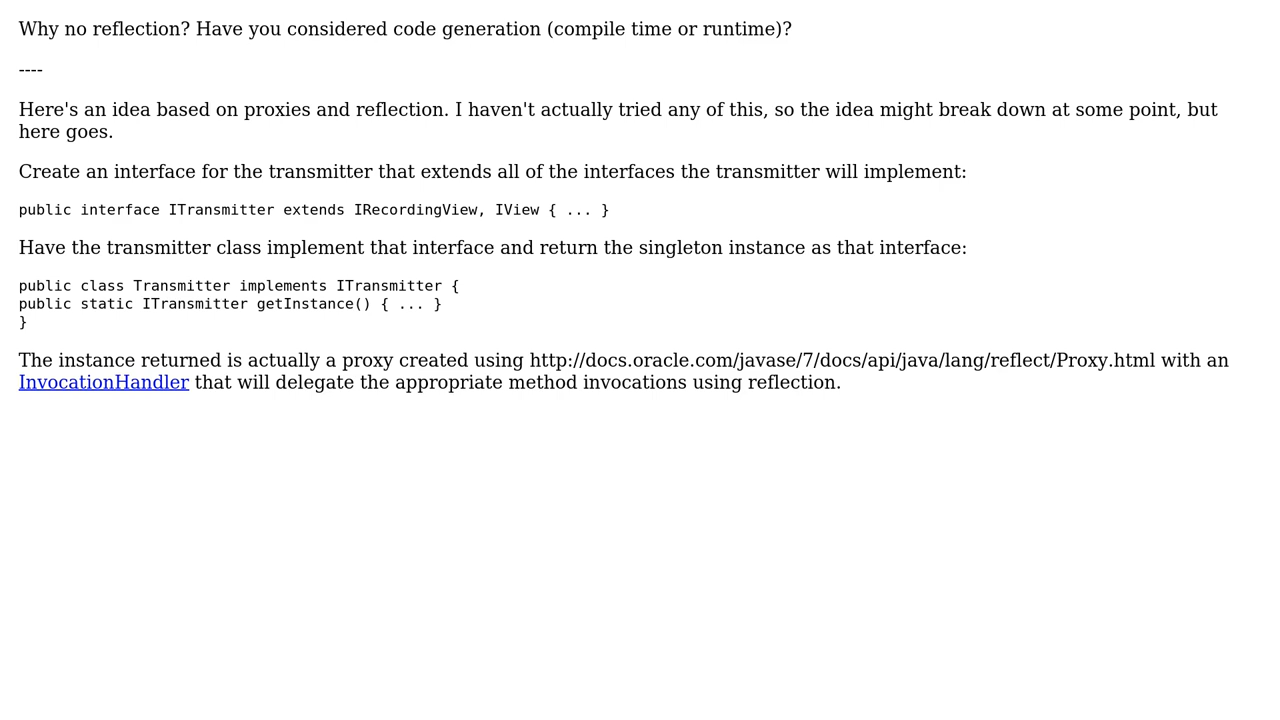 Why no reflection? Have you considered code generation (compile time or runtime)?
----
Here's an idea based on proxies and reflection. I haven't actually tried any of this, so the idea might break down at some point, but
here goes.
Create an interface for the transmitter that extends all of the interfaces the transmitter will implement:
public interface ITransmitter extends IRecordingView, IView { ... }
Have the transmitter class implement that interface and return the singleton instance as that interface:
public class Transmitter implements ITransmitter {
public static ITransmitter getInstance() { ... }
}
The instance returned is actually a proxy created using http://docs.oracle.com/javase/7/docs/api/java/lang/reflect/Proxy.html with an
InvocationHandler that will delegate the appropriate method invocations using reflection.